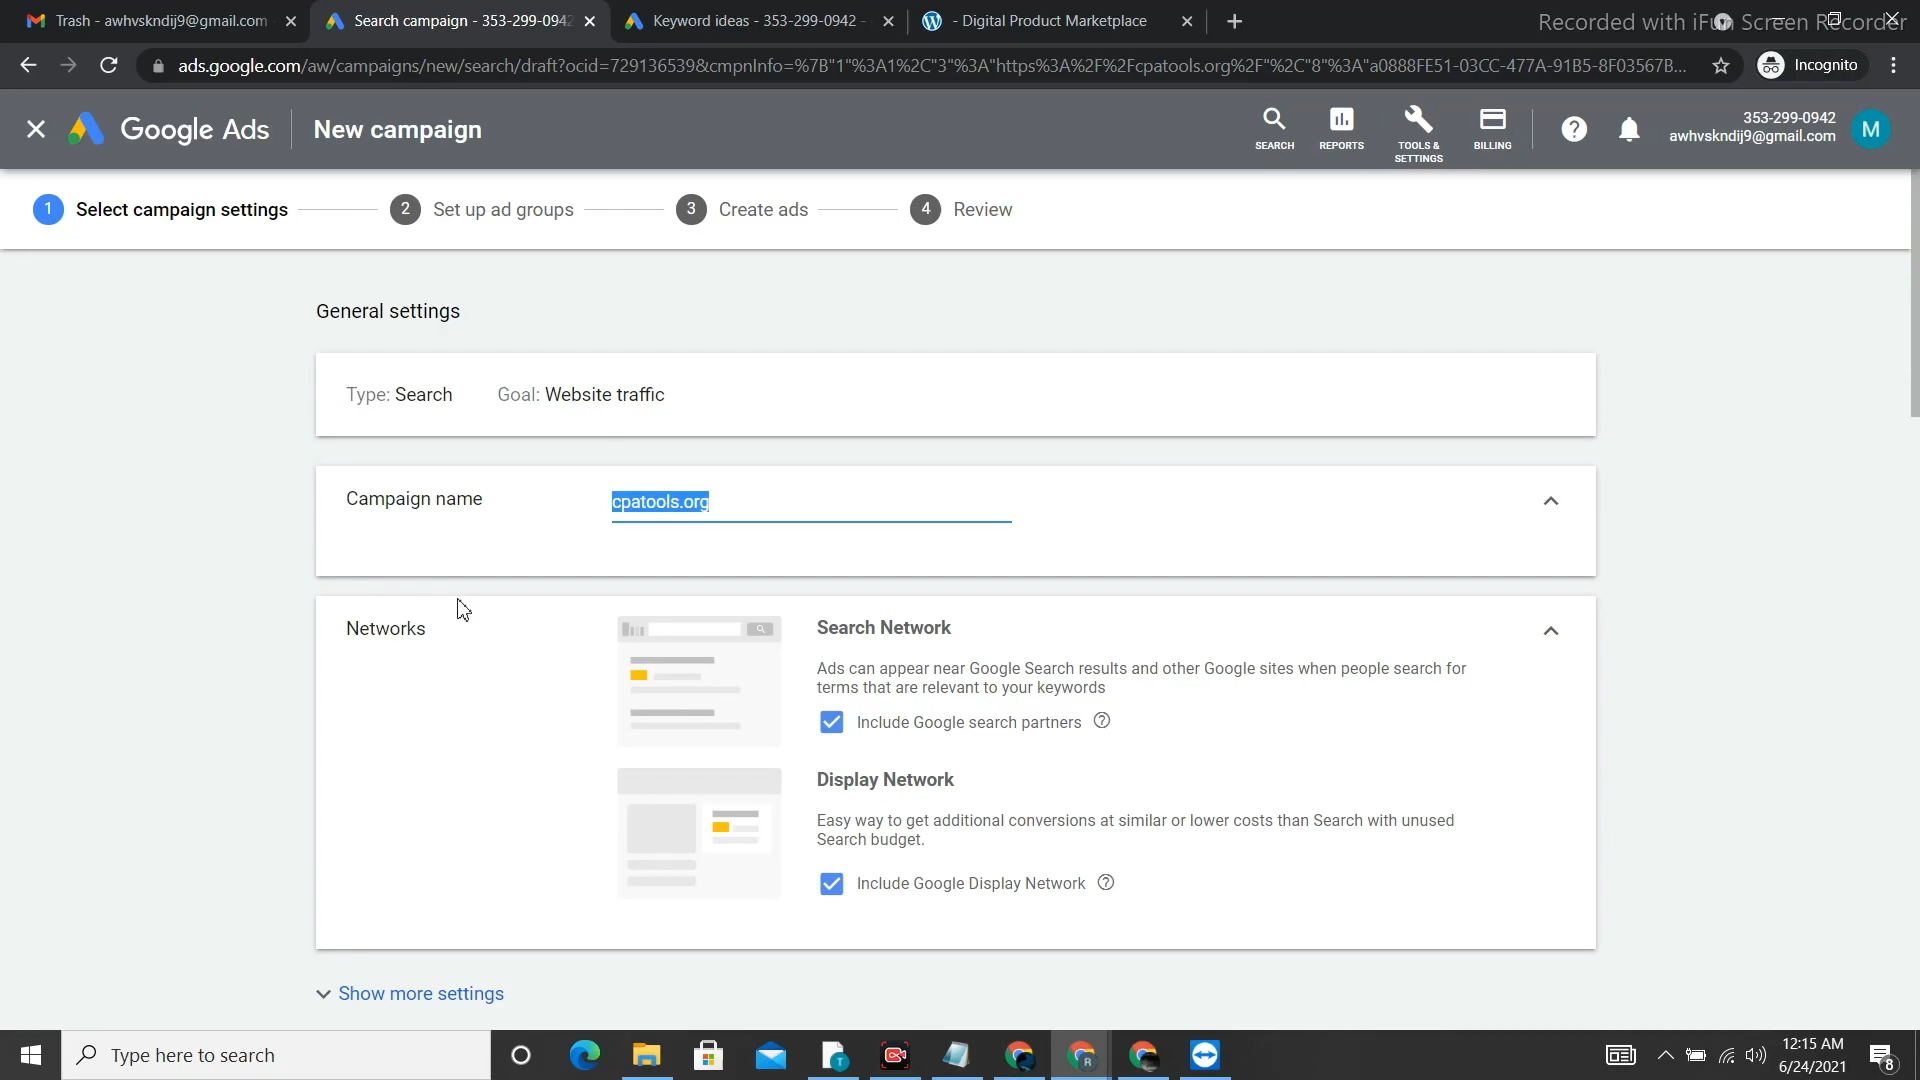 Trash - awhvskndij9@gmail.com
Search campaign - 353-299-0942
Keyword ideas - 353-299-0942 -
- Digital Product Marketplace
Recorded with iFun Screen Recorder
ads.google.com/aw/campaigns/new/search/draft?ocid=729136539&cmpnInfo=%7B"1"%3A1%2C"3"%3A"https%3A%2F%2Fcpatools.org%2F"%2C"8"%3A"a0888FE51-03CC-477A-91B5-8F03567B...
Incognito
Google Ads
New campaign
SEARCH
REPORTS
TOOLS &
SETTINGS
BILLING
353-299-0942
awhvskndij9@gmail.com
M
1 Select campaign settings
2 Set up ad groups
3 Create ads
4 Review
General settings
Type: Search Goal: Website traffic
Campaign name
cpatools.org
Networks
Search Network
Ads can appear near Google Search results and other Google sites when people search for
terms that are relevant to your keywords
Include Google search partners
Display Network
Easy way to get additional conversions at similar or lower costs than Search with unused
Search budget.
Include Google Display Network
Show more settings
Type here to search
12:15 AM
6/24/2021
8